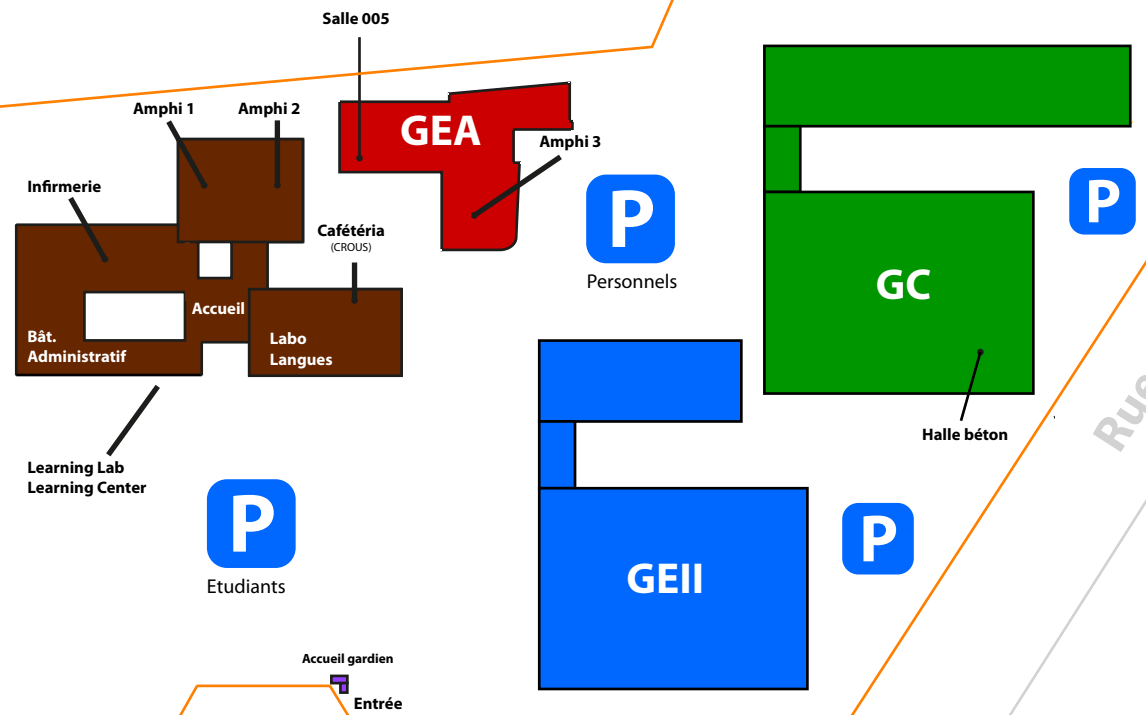 Salle 005
Amphi 1
Amphi 2
GEA
Amphi 3
Infirmerie
P
P
Cafétéria
(CROUS)
Personnels
GC
Accueil
Bât.
Administratif
Labo
Langues
Rue
Halle béton
Learning Lab
Learning Center
P
P
GEII
Etudiants
Accueil gardien
Entrée